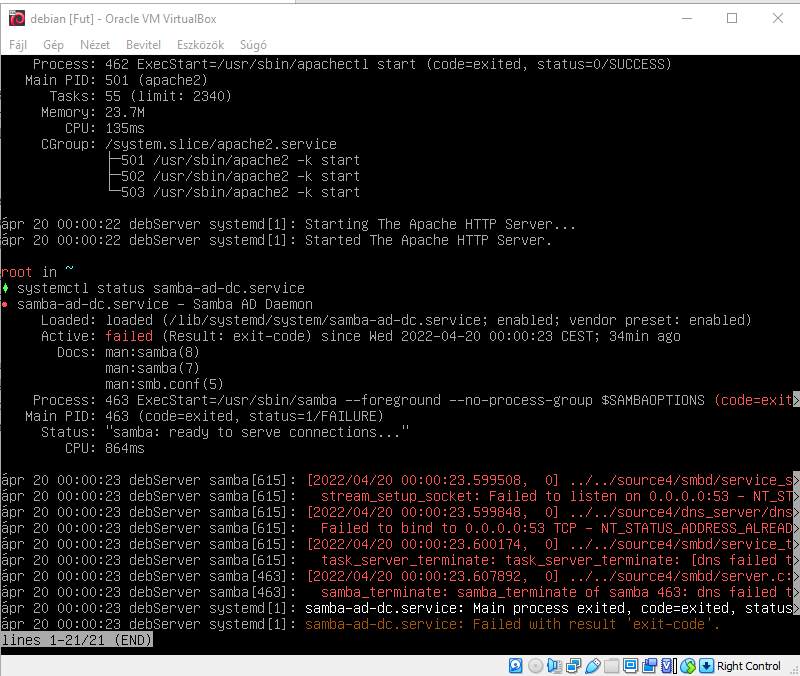 debian [Fut] - Oracle VM VirtualBox
Fájl Gép Nézet Bevitel Eszközök Súgó
Process: 462 ExecStart=/usr/sbin/apachectl start (code=exited, status=0/SUCCESS)
Main PID: 501 (apache2)
Tasks: 55 (limit: 2340)
Memory: 23.7M
CPU: 135ms
CGroup: /system.slice/apache2.service
├─501 /usr/sbin/apache2 -k start
├─502 /usr/sbin/apache2 -k start
└─503 /usr/sbin/apache2 -k start
ápr 20 00:00:22 debServer systemd[1]: Starting The Apache HTTP Server...
ápr 20 00:00:22 debServer systemd[1]: Started The Apache HTTP Server.
root in ~
♦ systemctl status samba-ad-dc.service
● samba-ad-dc.service - Samba AD Daemon
Loaded: loaded (/lib/systemd/system/samba-ad-dc.service; enabled; vendor preset: enabled)
Active: failed (Result: exit-code) since Wed 2022-04-20 00:00:23 CEST; 34min ago
Docs: man:samba(8)
man:samba(7)
man:smb.conf(5)
Process: 463 ExecStart=/usr/sbin/samba --foreground --no-process-group $SAMBAOPTIONS (code=exit>
Main PID: 463 (code=exited, status=1/FAILURE)
Status: "samba: ready to serve connections..."
CPU: 864ms
ápr 20 00:00:23 debServer samba[615]: [2022/04/20 00:00:23.599508, 0] ../../source4/smbd/service_s>
ápr 20 00:00:23 debServer samba[615]: stream_setup_socket: Failed to listen on 0.0.0.0:53 - NT_ST>
ápr 20 00:00:23 debServer samba[615]: [2022/04/20 00:00:23.599848, 0] ../../source4/dns_server/dns>
ápr 20 00:00:23 debServer samba[615]: Failed to bind to 0.0.0.0:53 TCP - NT_STATUS_ADDRESS_ALREAD>
ápr 20 00:00:23 debServer samba[615]: [2022/04/20 00:00:23.600174, 0] ../../source4/smbd/service_t>
ápr 20 00:00:23 debServer samba[615]: task_server_terminate: task_server_terminate: [dns failed t>
ápr 20 00:00:23 debServer samba[463]: [2022/04/20 00:00:23.607892, 0] ../../source4/smbd/server.c:>
ápr 20 00:00:23 debServer samba[463]: samba_terminate: samba_terminate of samba 463: dns failed t>
ápr 20 00:00:23 debServer systemd[1]: samba-ad-dc.service: Main process exited, code=exited, status>
ápr 20 00:00:23 debServer systemd[1]: samba-ad-dc.service: Failed with result 'exit-code'.
lines 1-21/21 (END)
Right Control